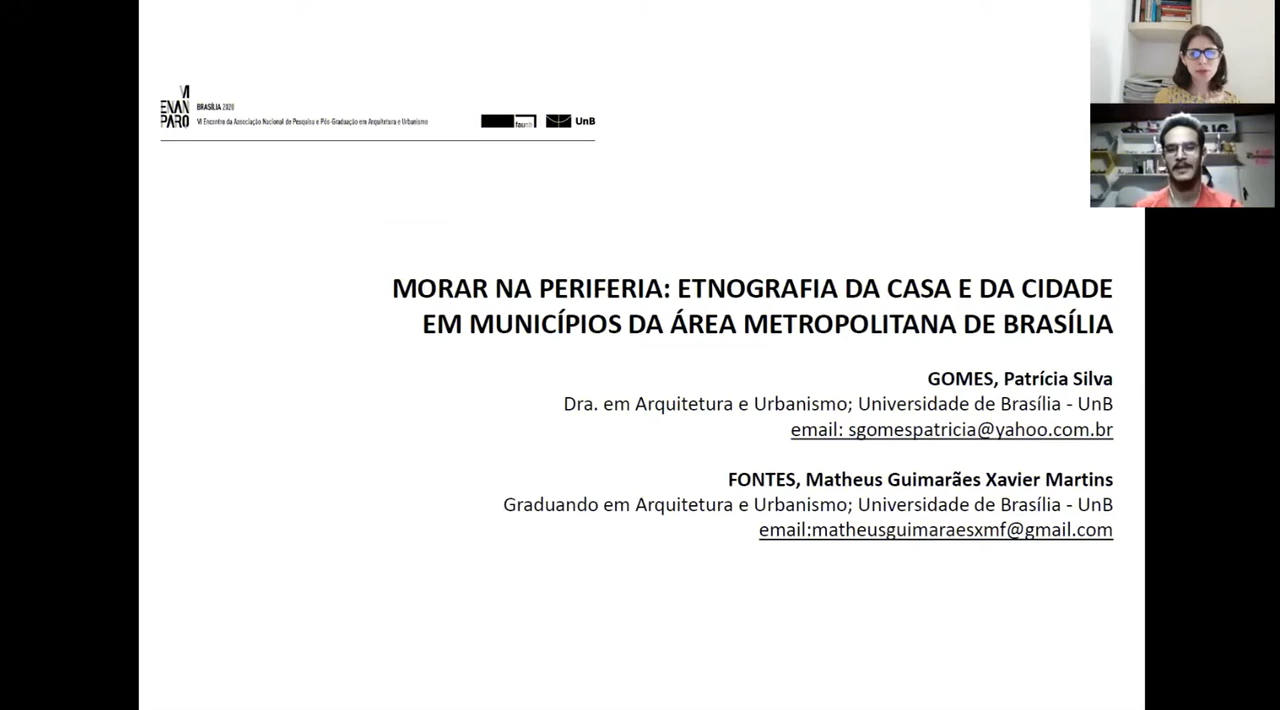 VI
ENAN
PARQ
BRASÍLIA 2020
VI Encontro da Associação Nacional de Pesquisa e Pós-Graduação em Arquitetura e Urbanismo
fau unb
UnB
MORAR NA PERIFERIA: ETNOGRAFIA DA CASA E DA CIDADE
EM MUNICÍPIOS DA ÁREA METROPOLITANA DE BRASÍLIA
GOMES, Patrícia Silva
Dra. em Arquitetura e Urbanismo; Universidade de Brasília - UnB
email: sgomespatricia@yahoo.com.br
FONTES, Matheus Guimarães Xavier Martins
Graduando em Arquitetura e Urbanismo; Universidade de Brasília - UnB
email:matheusguimaraesxmf@gmail.com